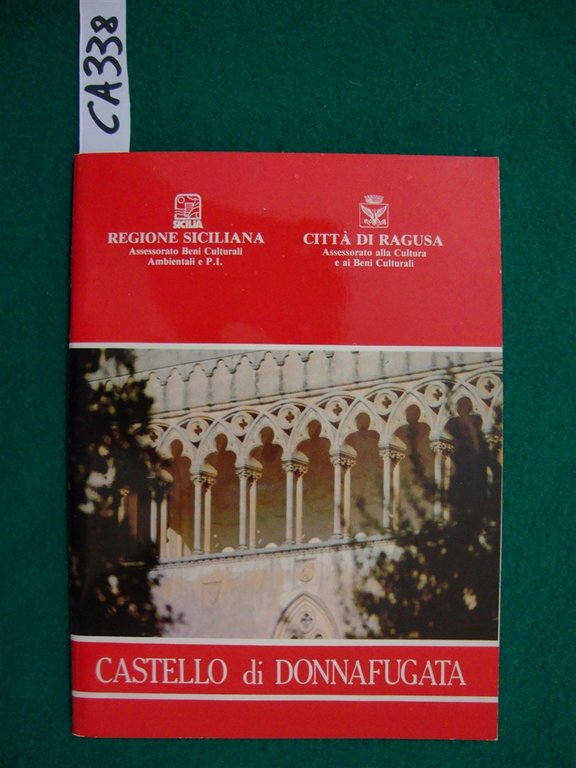 CA338
SICILIA
REGIONE SICILIANA
Assessorato Beni Culturali
Ambientali e P.I.
CITTÀ DI RAGUSA
Assessorato alla Cultura
e ai Beni Culturali
CASTELLO di DONNAFUGATA